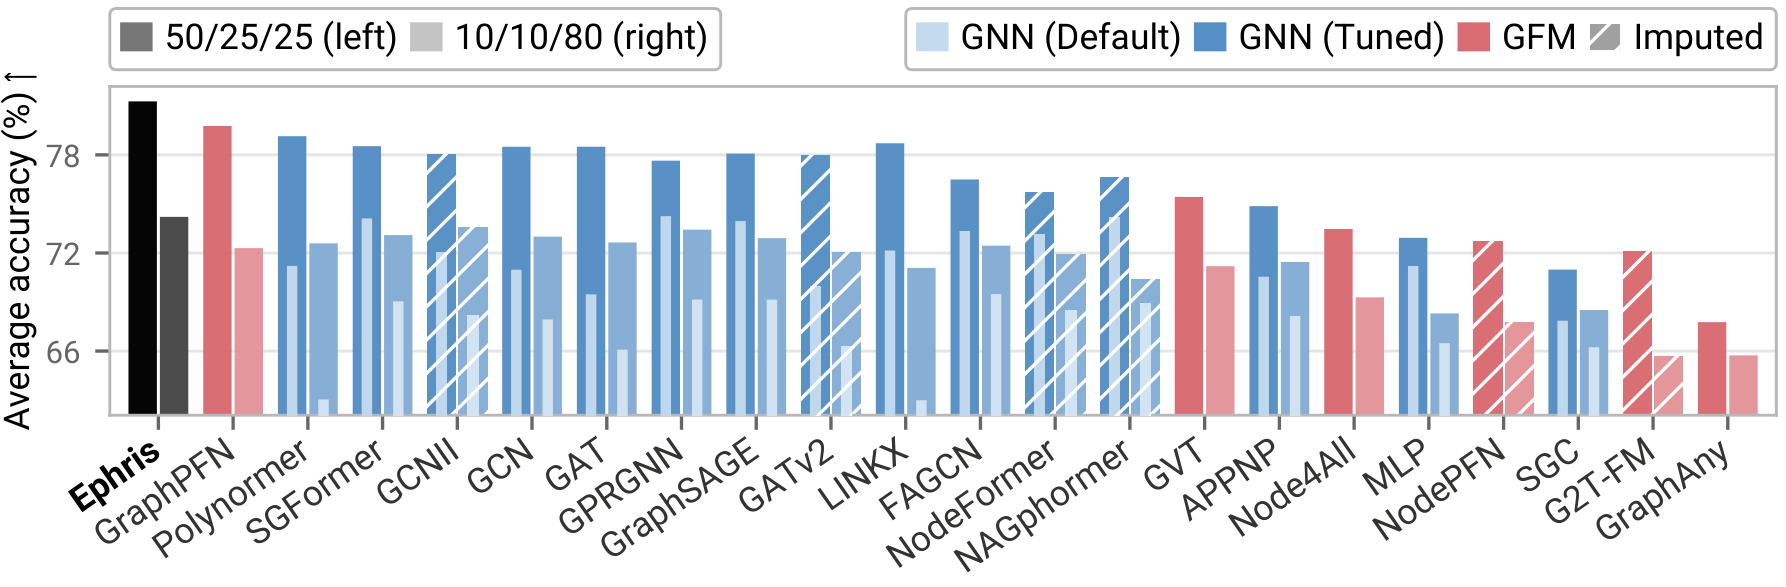 50/25/25 (left) 10/10/80 (right)
GNN (Default) GNN (Tuned) GFM Imputed
Average accuracy (%) ↑
78
72
66
Ephris
GraphPFN
Polynormer
SGFormer
GCNII
GCN
GAT
GPRGNN
GraphSAGE
GATv2
LINKX
FAGCN
NodeFormer
NAGphormer
GVT
APPNP
Node4All
MLP
NodePFN
SGC
G2T-FM
GraphAny